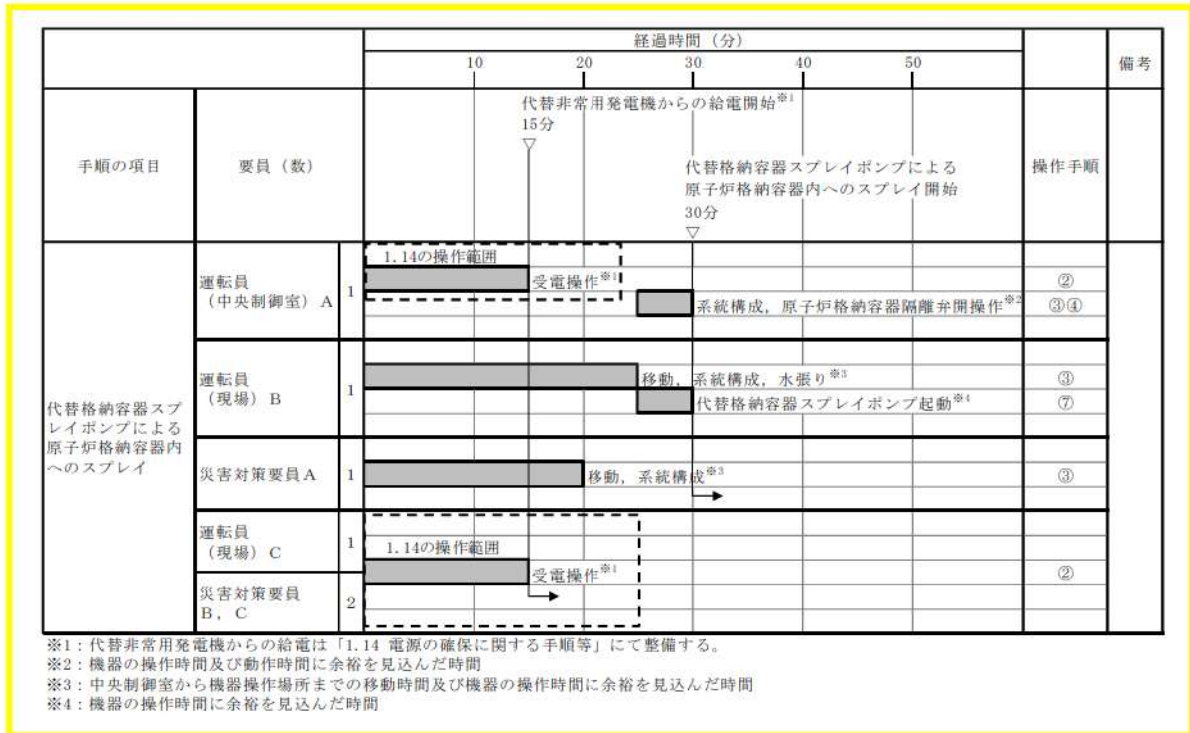 経過時間（分）
10 20 30 40 50
備考
手順の項目
要員（数）
代替非常用発電機からの給電開始※1
15分
▽
代替格納容器スプレイポンプによる
原子炉格納容器内へのスプレイ開始
30分
▽
操作手順
代替格納容器スプ
レイポンプによる
原子炉格納容器内
へのスプレイ
運転員
（中央制御室）A
1
1.14の操作範囲
受電操作※1
②
系統構成，原子炉格納容器隔離弁開操作※2
③④
運転員
（現場）B
1
移動，系統構成，水張り※3
③
代替格納容器スプレイポンプ起動※4
⑦
災害対策要員A
1
移動，系統構成※3
③
運転員
（現場）C
1
1.14の操作範囲
受電操作※1
②
災害対策要員
B，C
2
※1：代替非常用発電機からの給電は「1.14 電源の確保に関する手順等」にて整備する。
※2：機器の操作時間及び動作時間に余裕を見込んだ時間
※3：中央制御室から機器操作場所までの移動時間及び機器の操作時間に余裕を見込んだ時間
※4：機器の操作時間に余裕を見込んだ時間